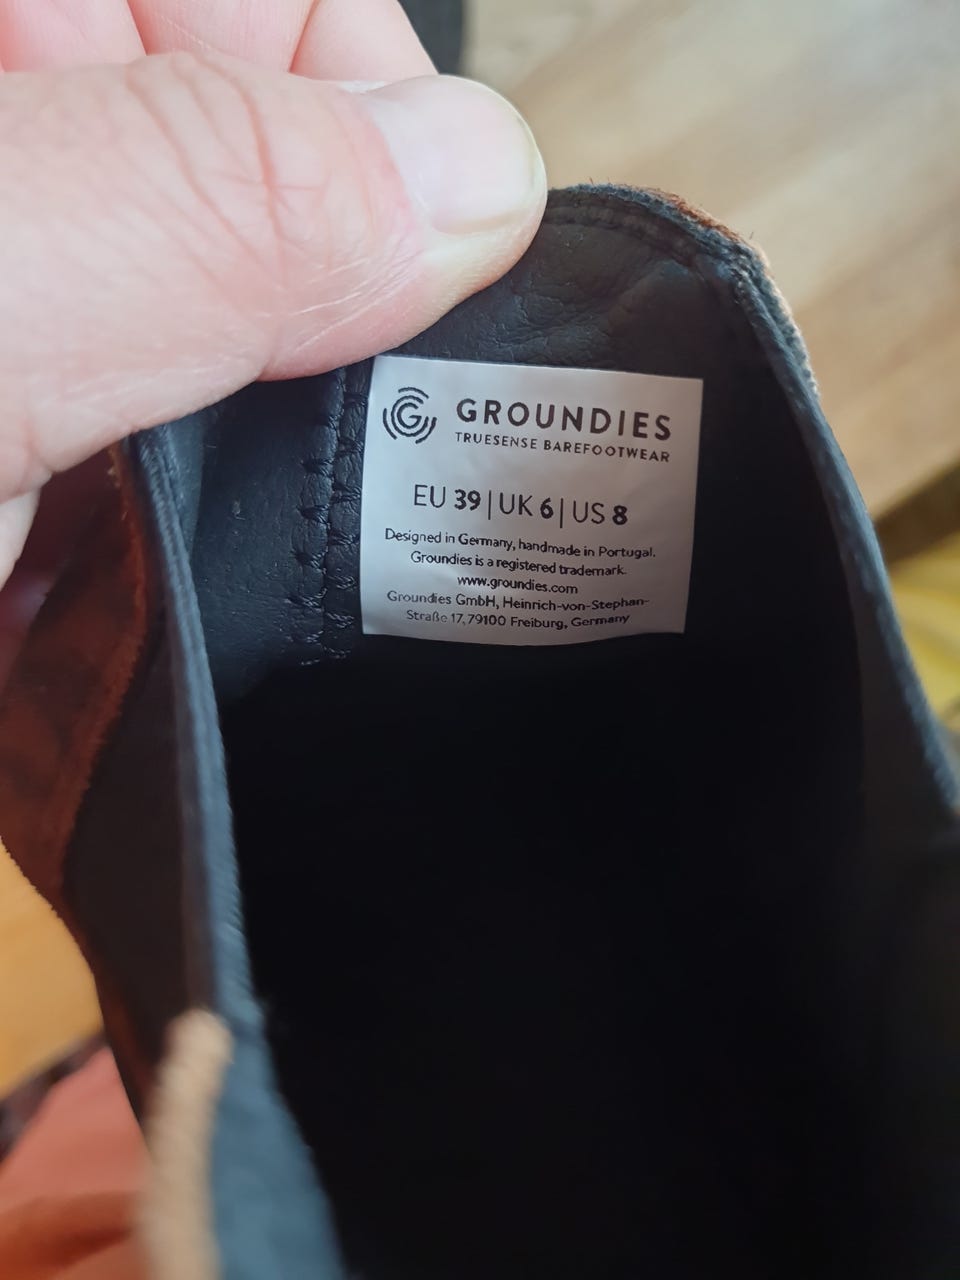 G GROUNDIES
TRUESENSE BAREFOOTWEAR
EU 39 | UK 6 | US 8
Designed in Germany, handmade in Portugal.
Groundies is a registered trademark.
www.groundies.com
Groundies GmbH, Heinrich-von-Stephan-
Straße 17, 79100 Freiburg, Germany